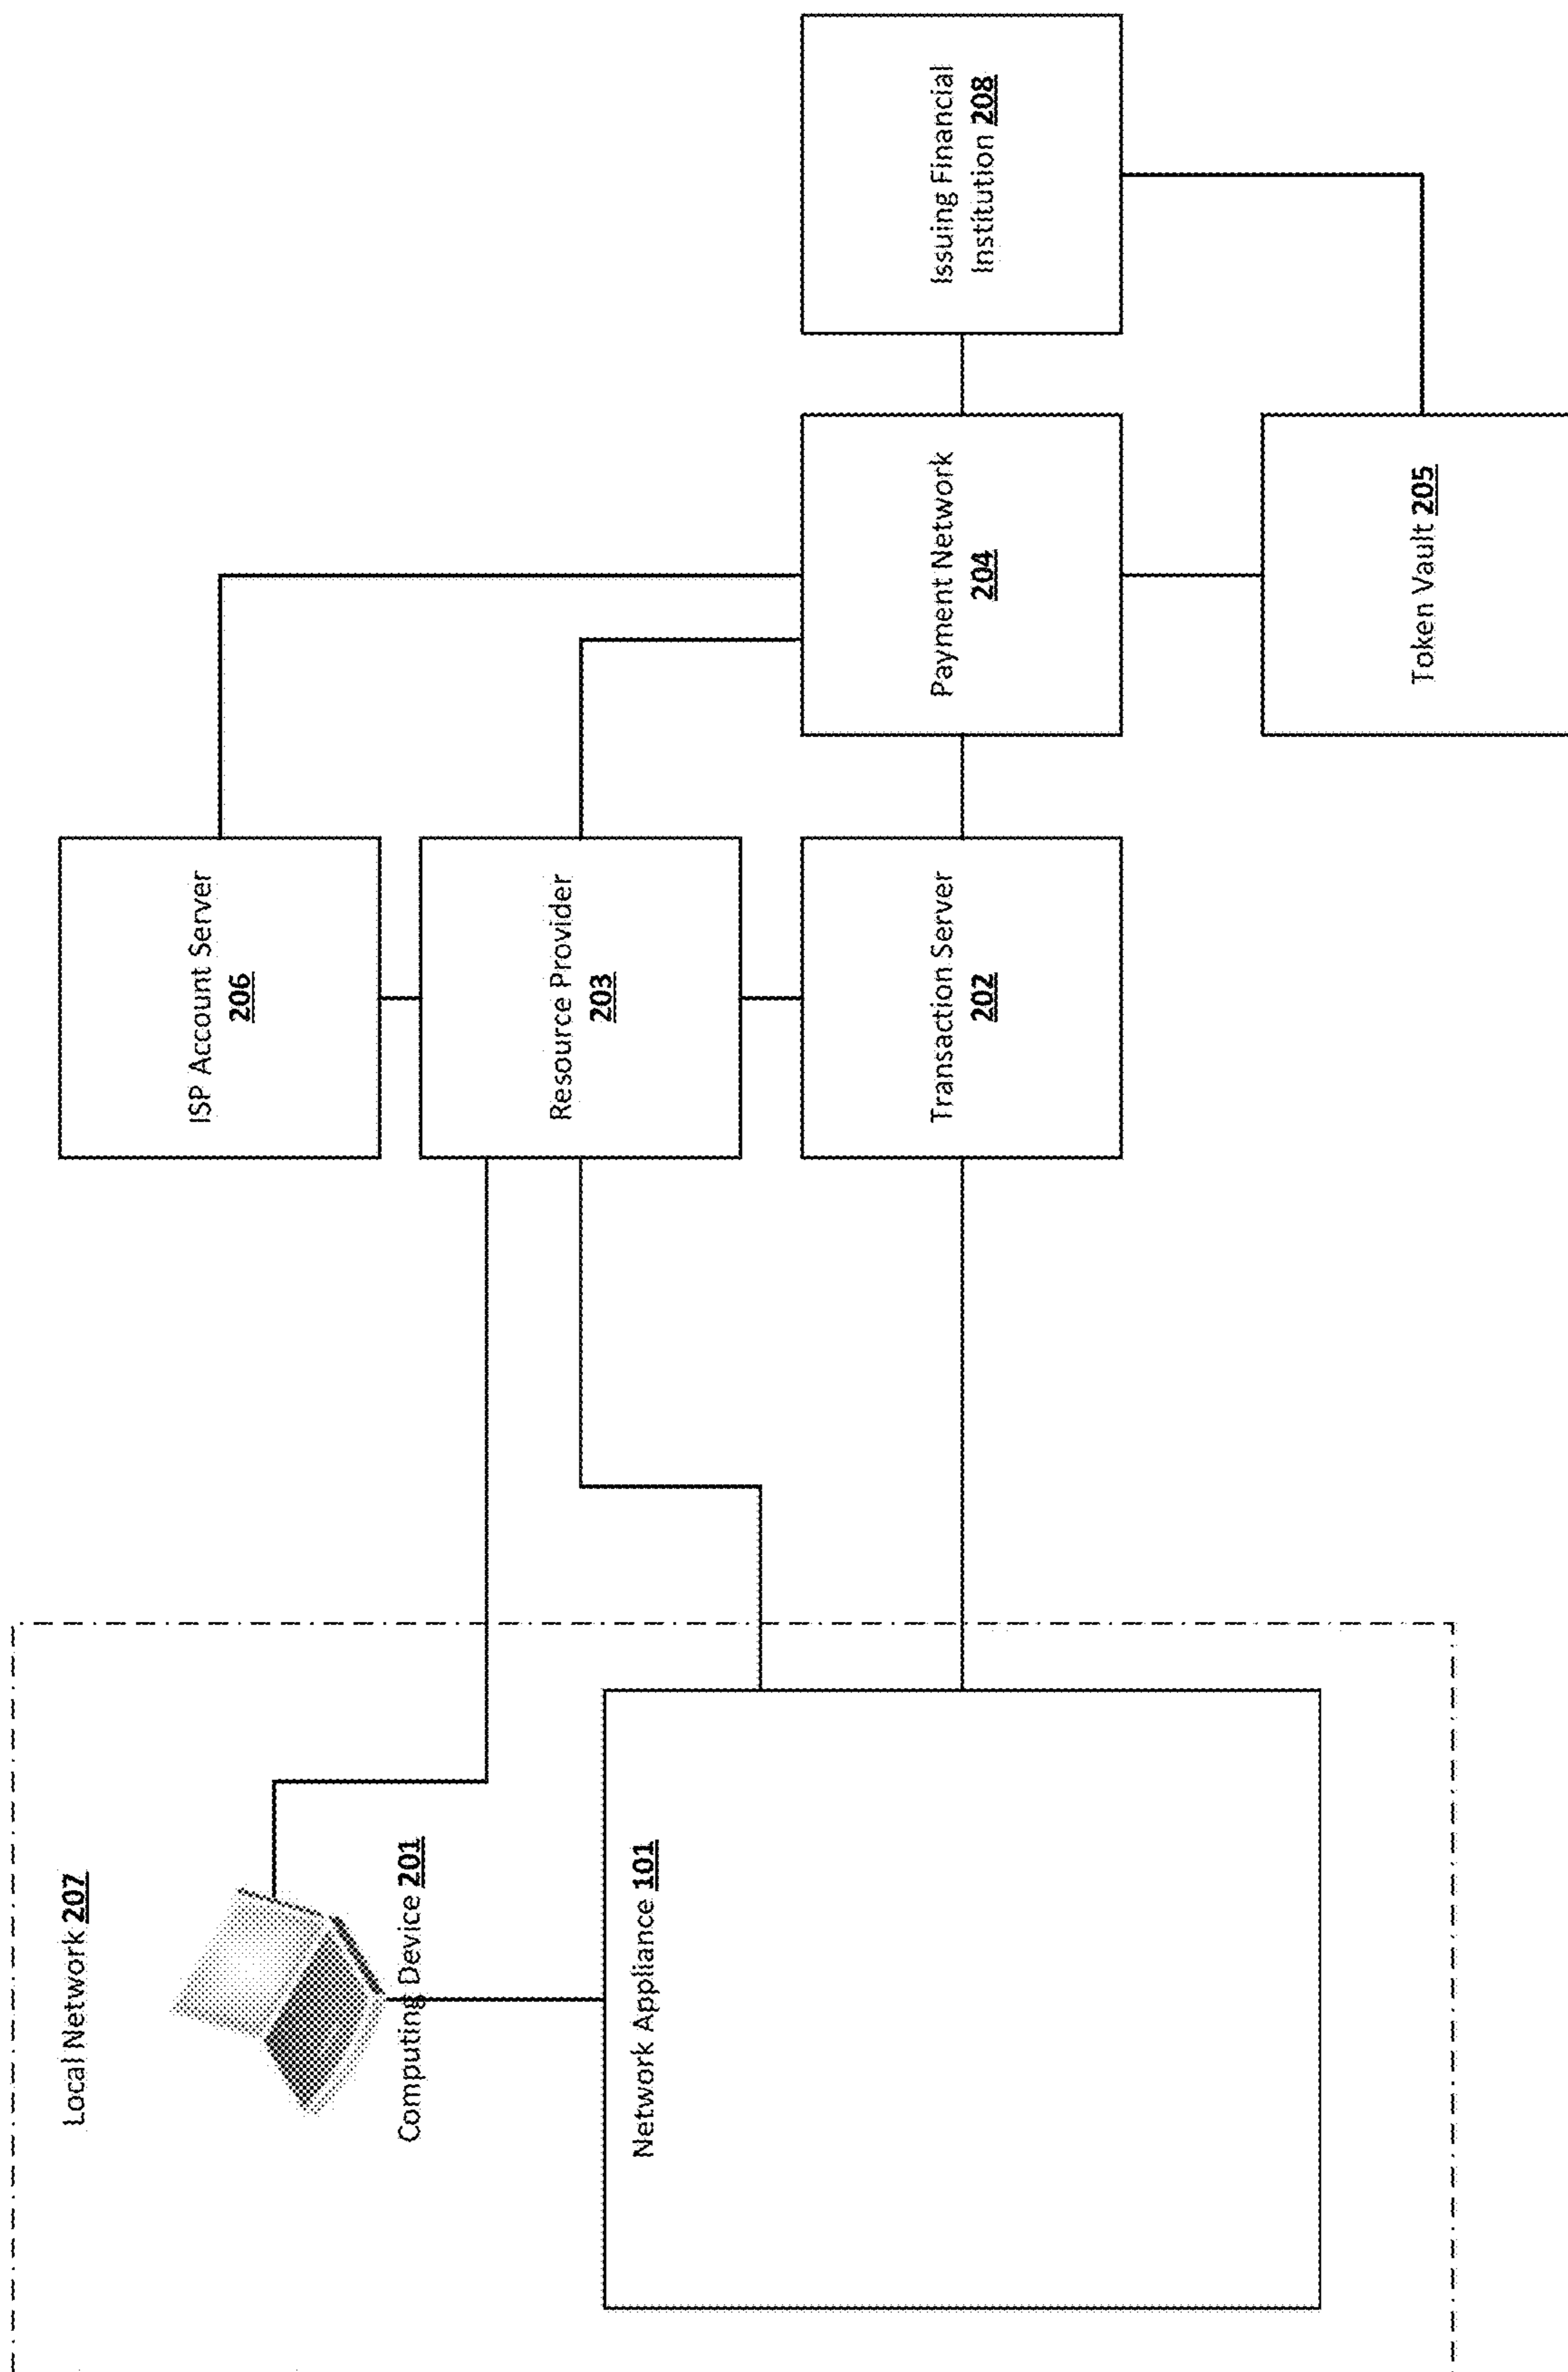 Local Network 207
Computing Device 201
Network Appliance 101
ISP Account Server
206
Resource Provider
203
Transaction Server
202
Payment Network
204
Token Vault 205
Issuing Financial
Institution 208